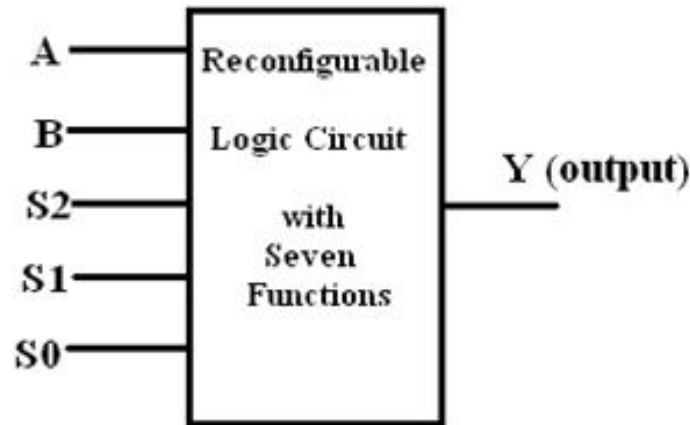 A
B
S2
S1
S0
Reconfigurable
Logic Circuit
with
Seven
Functions
Y (output)